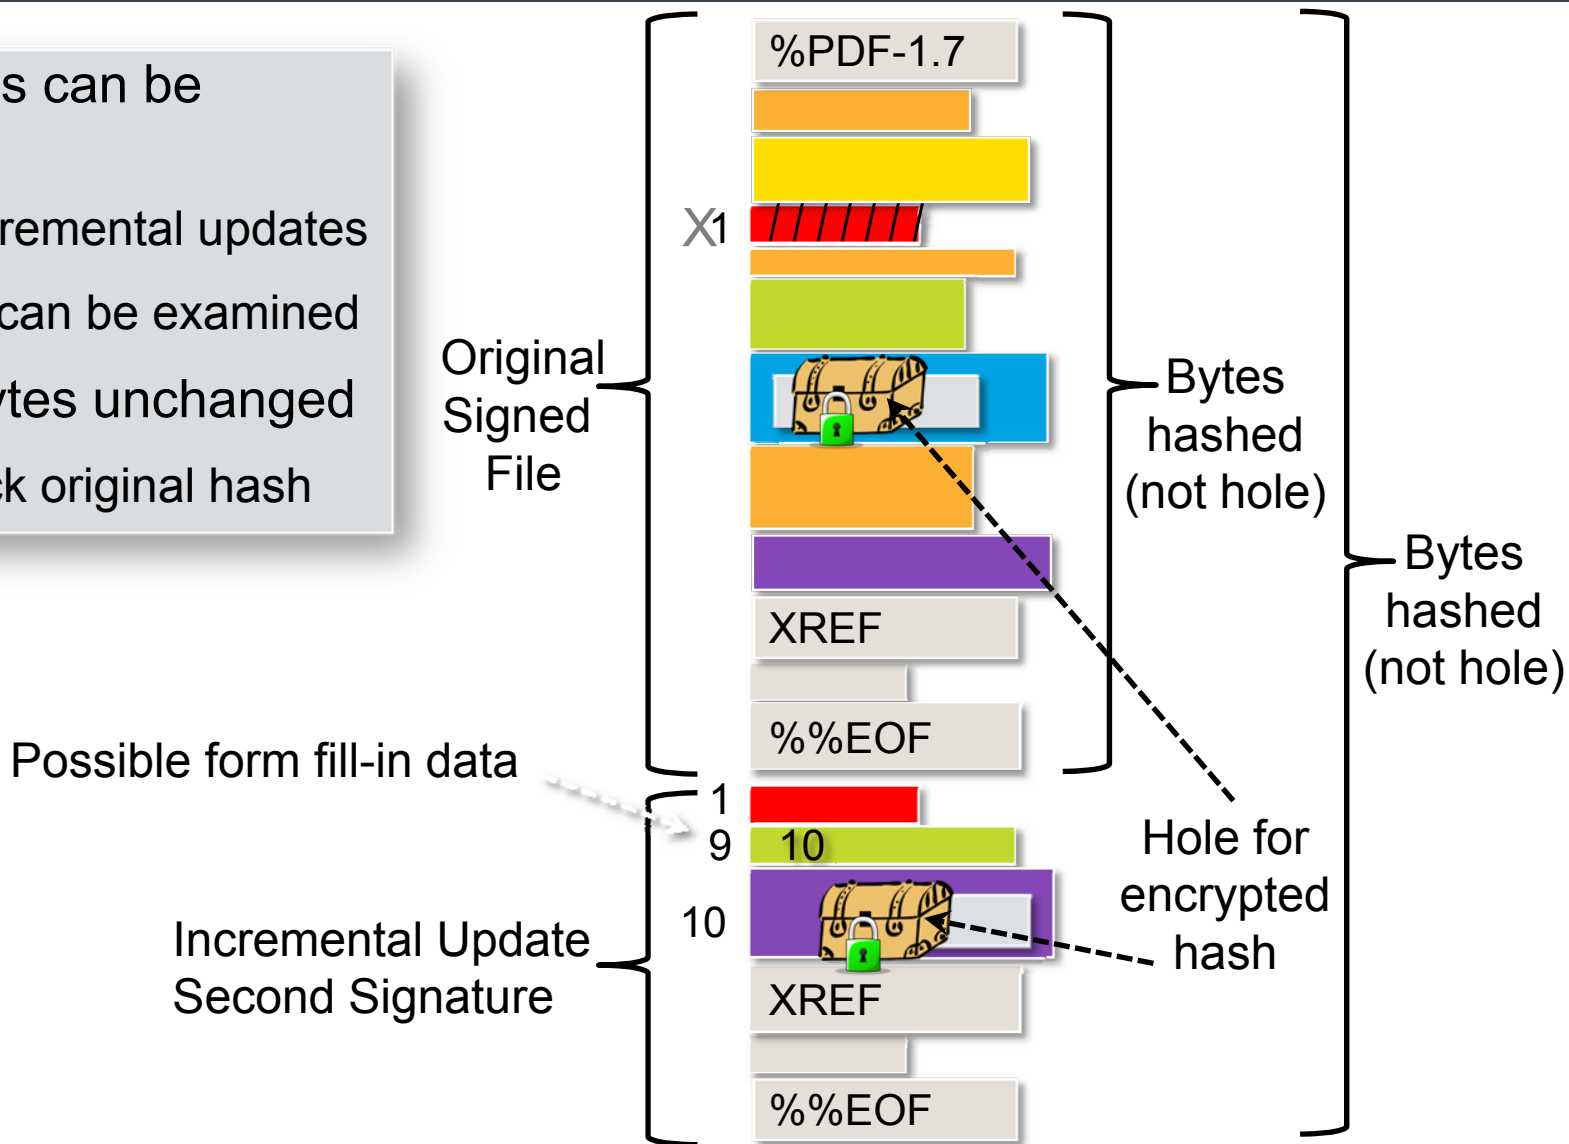 s can be
remental updates
can be examined
ytes unchanged
ck original hash
%PDF-1.7
X1
Original
Signed
File
Bytes
hashed
(not hole)
Bytes
hashed
(not hole)
XREF
%%EOF
Possible form fill-in data
1
9
10
10
Hole for
encrypted
hash
Incremental Update
Second Signature
XREF
%%EOF